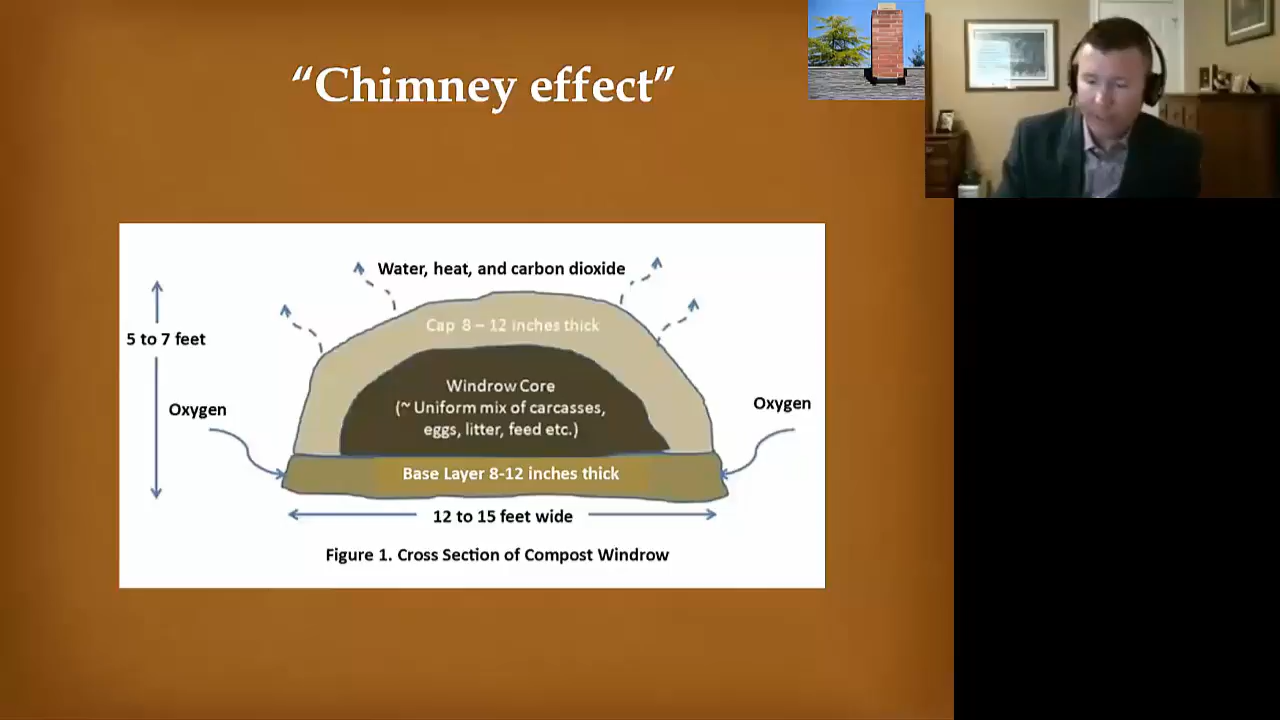 “Chimney effect”
Water, heat, and carbon dioxide
5 to 7 feet
Cap 8 – 12 inches thick
Oxygen
Windrow Core
(~ Uniform mix of carcasses,
eggs, litter, feed etc.)
Oxygen
Base Layer 8-12 inches thick
12 to 15 feet wide
Figure 1. Cross Section of Compost Windrow